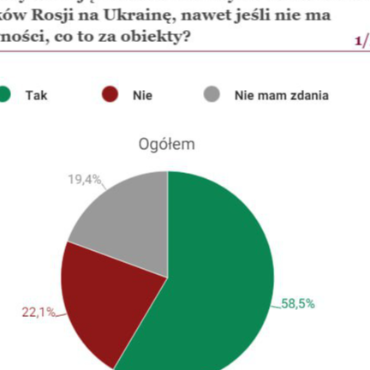 ków Rosji na Ukrainę, nawet jeśli nie ma
ności, co to za obiekty?
1/
Tak Nie Nie mam zdania
Ogółem
19,4%
22,1%
58,5%